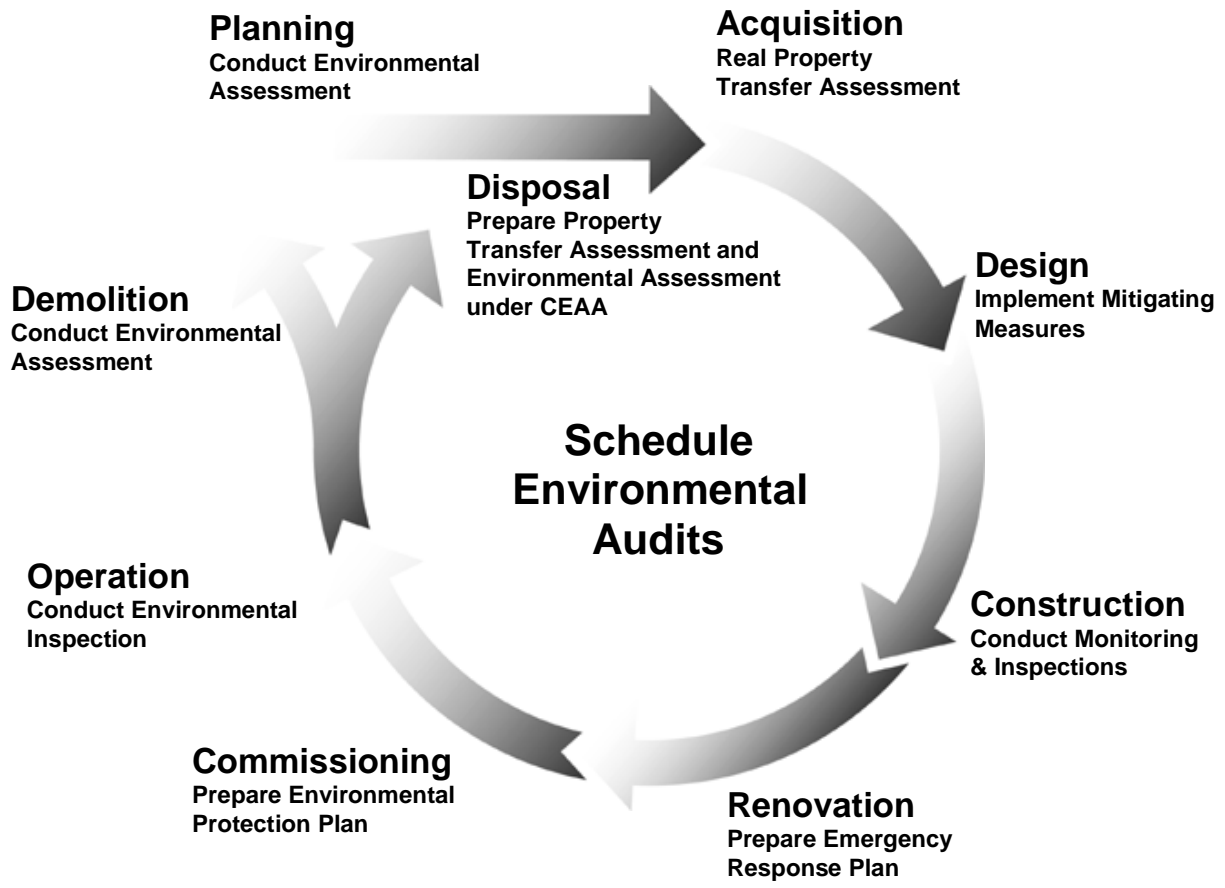 Planning
Conduct Environmental
Assessment
Acquisition
Real Property
Transfer Assessment
Disposal
Prepare Property
Transfer Assessment and
Environmental Assessment
under CEAA
Design
Implement Mitigating
Measures
Demolition
Conduct Environmental
Assessment
Schedule
Environmental
Audits
Operation
Conduct Environmental
Inspection
Construction
Conduct Monitoring
& Inspections
Commissioning
Prepare Environmental
Protection Plan
Renovation
Prepare Emergency
Response Plan